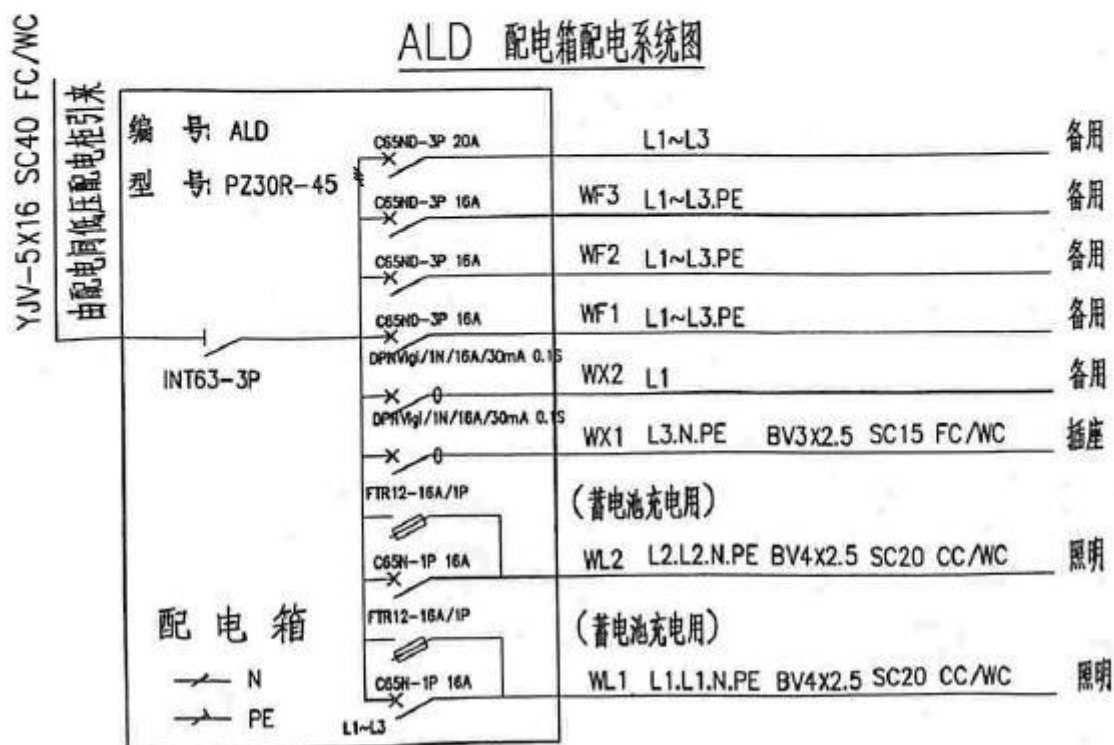 ALD 配电箱配电系统图
YJV-5X16 SC40 FC/WC
由配电间低压配电柜引来
编 号: ALD
型 号: PZ30R-45
INT63-3P
C65ND-3P 20A L1~L3 备用
C65ND-3P 16A WF3 L1~L3.PE 备用
C65ND-3P 16A WF2 L1~L3.PE 备用
C65ND-3P 16A WF1 L1~L3.PE 备用
DPNVigi/1N/16A/30mA 0.1S WX2 L1 备用
DPNVigi/1N/16A/30mA 0.1S WX1 L3.N.PE BV3X2.5 SC15 FC/WC 插座
FTR12-16A/1P (蓄电池充电用)
C65N-1P 16A WL2 L2.L2.N.PE BV4X2.5 SC20 CC/WC 照明
FTR12-16A/1P (蓄电池充电用)
C65N-1P 16A WL1 L1.L1.N.PE BV4X2.5 SC20 CC/WC 照明
L1~L3
配电箱
N
PE